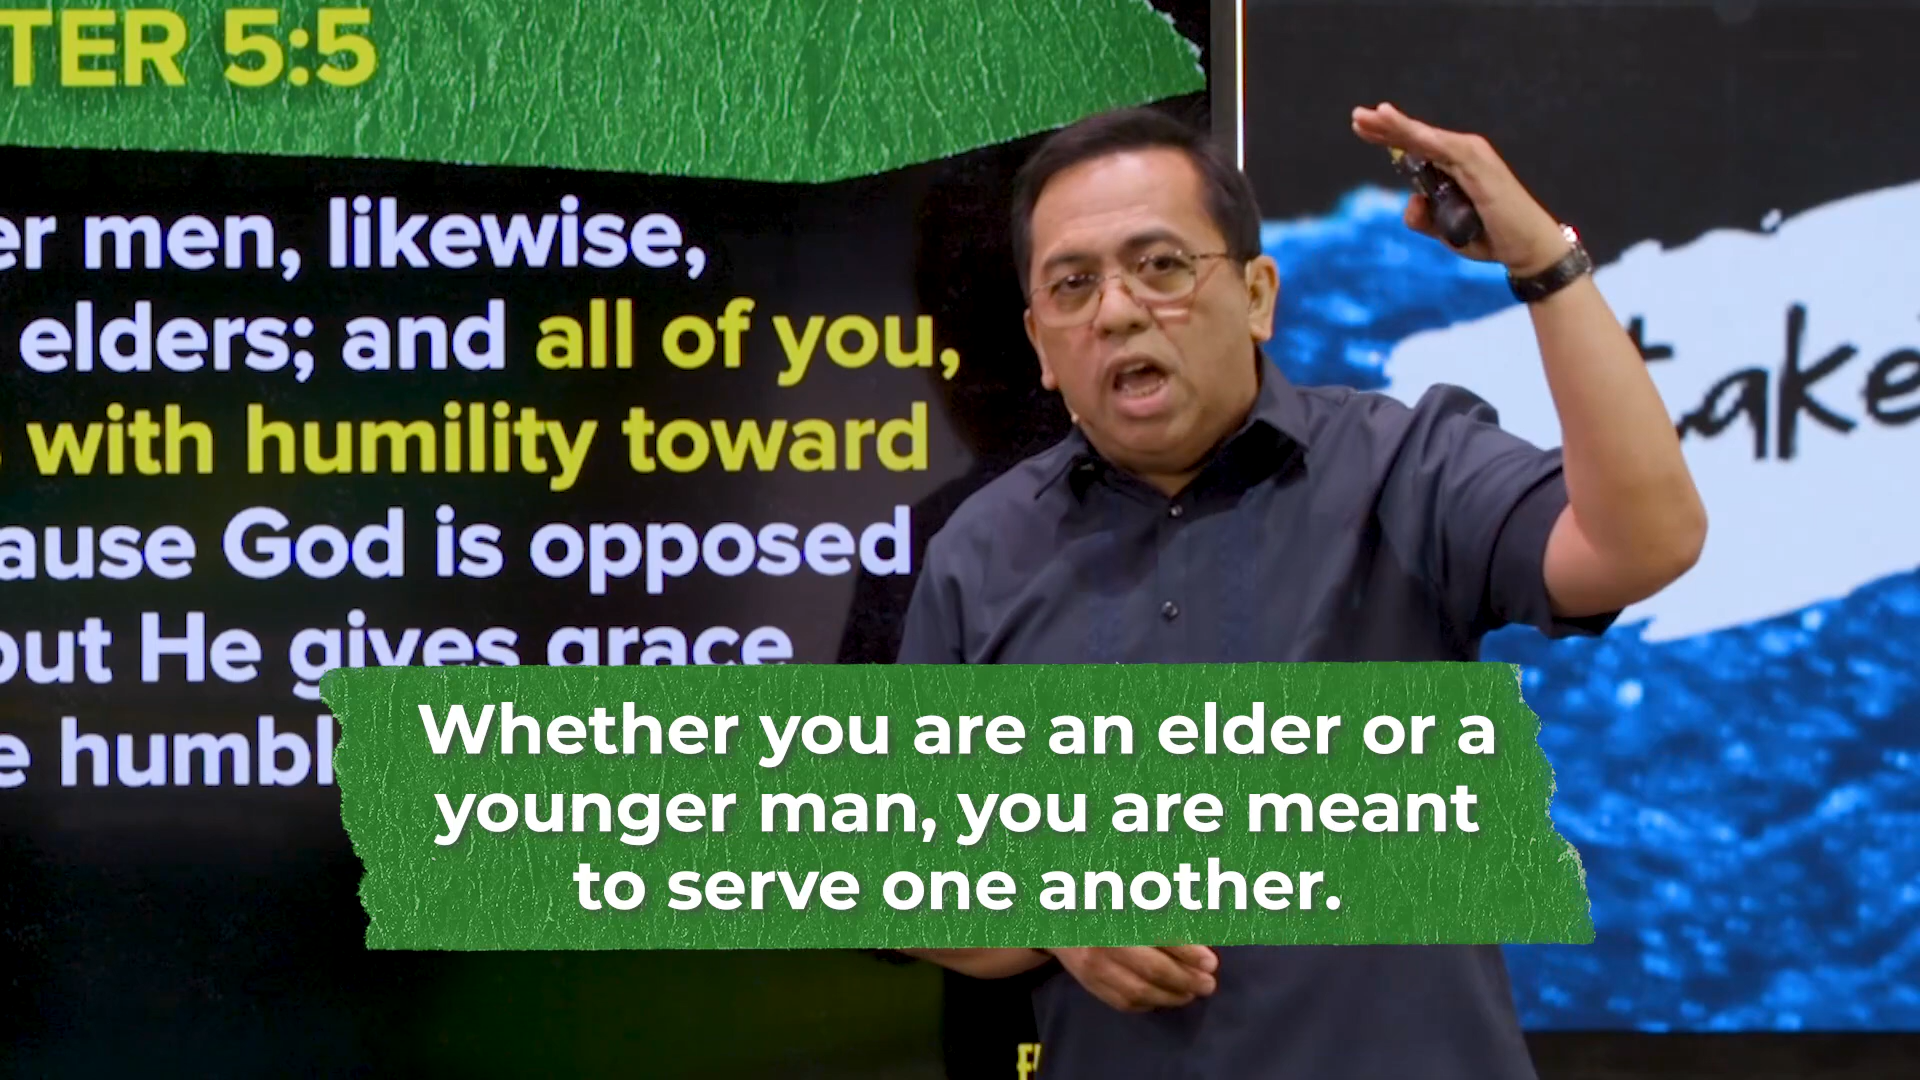 TER 5:5
er men, likewise,
elders; and all of you,
with humility toward
ause God is opposed
but He gives grace
e humbl
take
Whether you are an elder or a
younger man, you are meant
to serve one another.